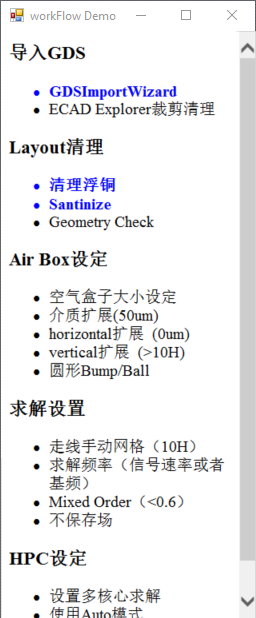 workFlow Demo
导入GDS
GDSImportWizard
ECAD Explorer裁剪清理
Layout清理
清理浮铜
Santinize
Geometry Check
Air Box设定
空气盒子大小设定
介质扩展(50um)
horizontal扩展 (0um)
vertical扩展 (>10H)
圆形Bump/Ball
求解设置
走线手动网格（10H）
求解频率（信号速率或者
基频）
Mixed Order（<0.6）
不保存场
HPC设定
设置多核心求解
使用Auto模式